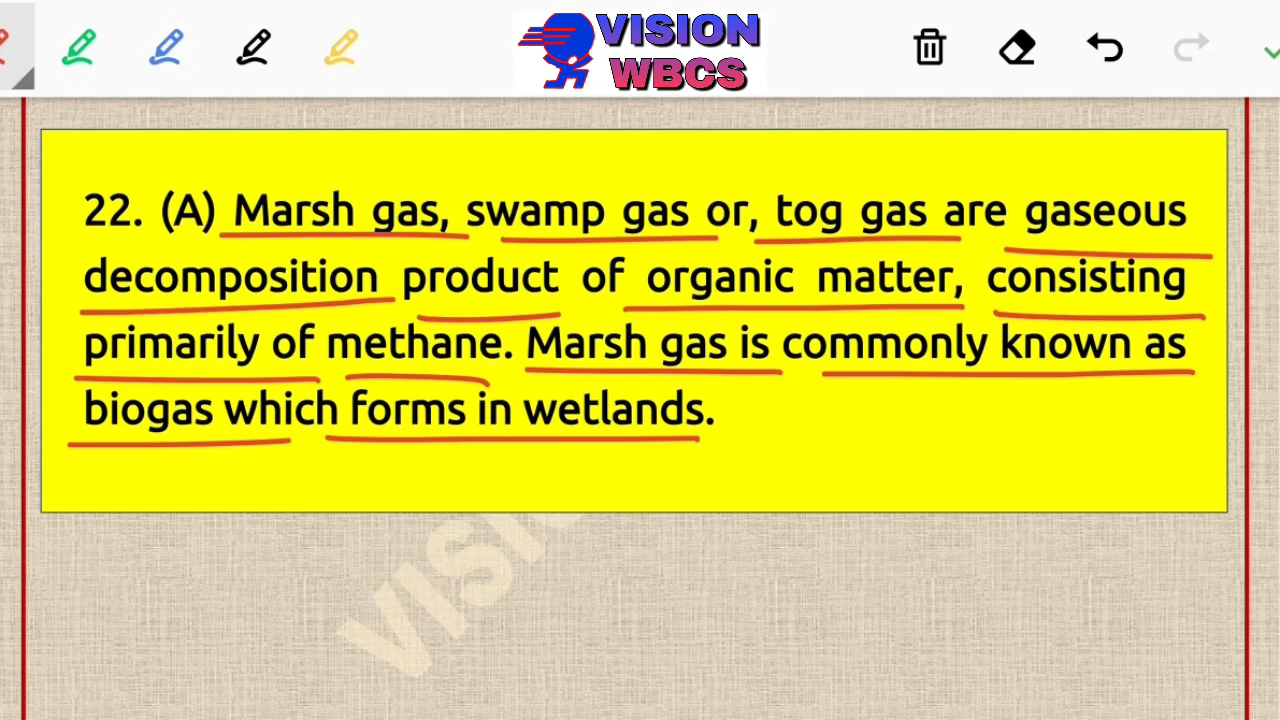 VISION
WBCS
22. (A) Marsh gas, swamp gas or, tog gas are gaseous
decomposition product of organic matter, consisting
primarily of methane. Marsh gas is commonly known as
biogas which forms in wetlands.